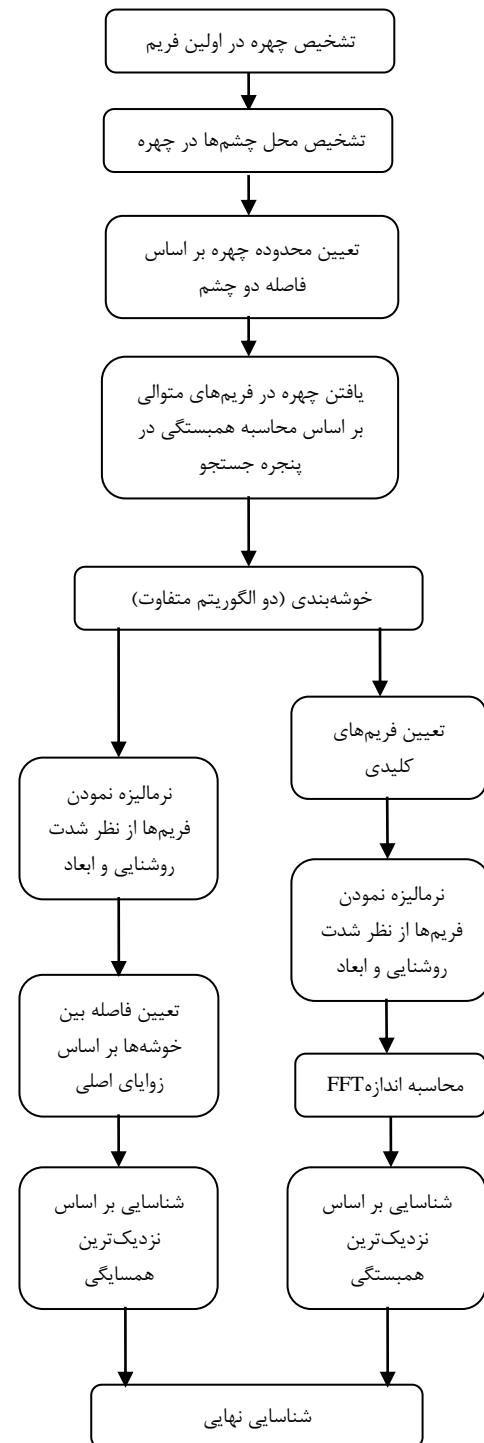 تشخیص چهره در اولین فریم
تشخیص محل چشم‌ها در چهره
تعیین محدوده چهره بر اساس
فاصله دو چشم
یافتن چهره در فریم‌های متوالی
بر اساس محاسبه همبستگی در
پنجره جستجو
خوشه‌بندی (دو الگوریتم متفاوت)
تعیین فریم‌های
کلیدی
نرمالیزه نمودن
فریم‌ها از نظر شدت
روشنایی و ابعاد
محاسبه اندازه FFT
شناسایی بر اساس
نزدیک‌ترین
همبستگی
نرمالیزه نمودن
فریم‌ها از نظر شدت
روشنایی و ابعاد
تعیین فاصله بین
خوشه‌ها بر اساس
زوایای اصلی
شناسایی بر اساس
نزدیک‌ترین
همسایگی
شناسایی نهایی